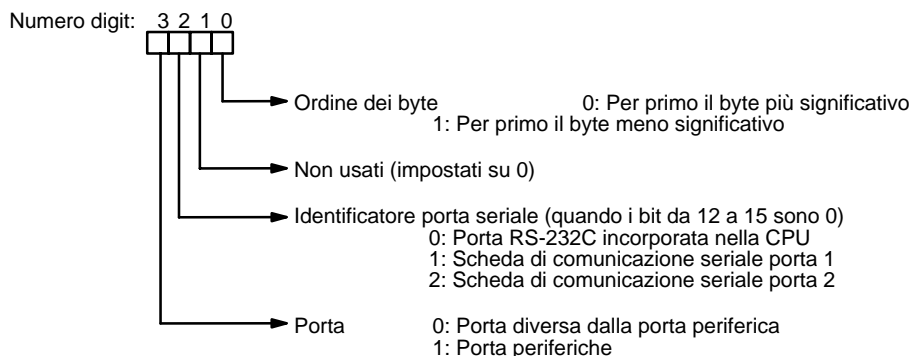 Numero digit: 3 2 1 0
Ordine dei byte 0: Per primo il byte più significativo
1: Per primo il byte meno significativo
Non usati (impostati su 0)
Identificatore porta seriale (quando i bit da 12 a 15 sono 0)
0: Porta RS-232C incorporata nella CPU
1: Scheda di comunicazione seriale porta 1
2: Scheda di comunicazione seriale porta 2
Porta 0: Porta diversa dalla porta periferica
1: Porta periferiche